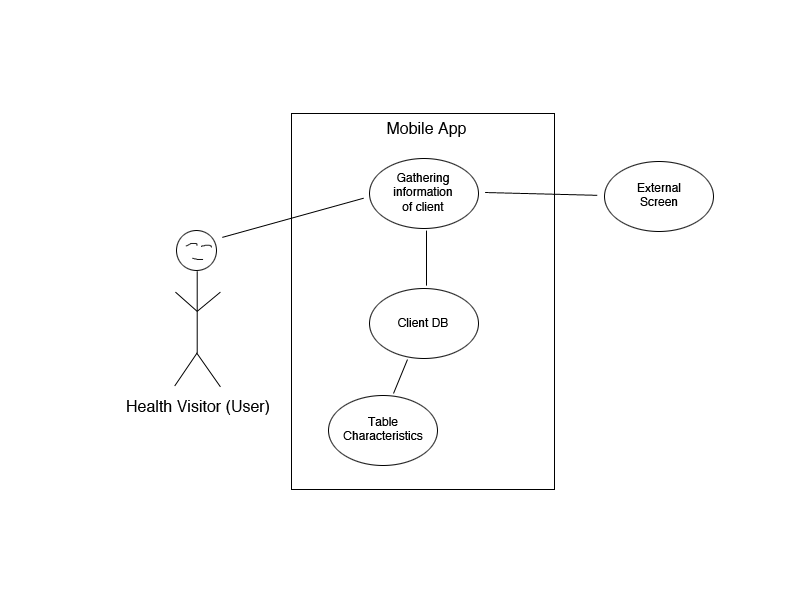 Mobile App
Gathering
information
of client
External
Screen
Client DB
Health Visitor (User)
Table
Characteristics